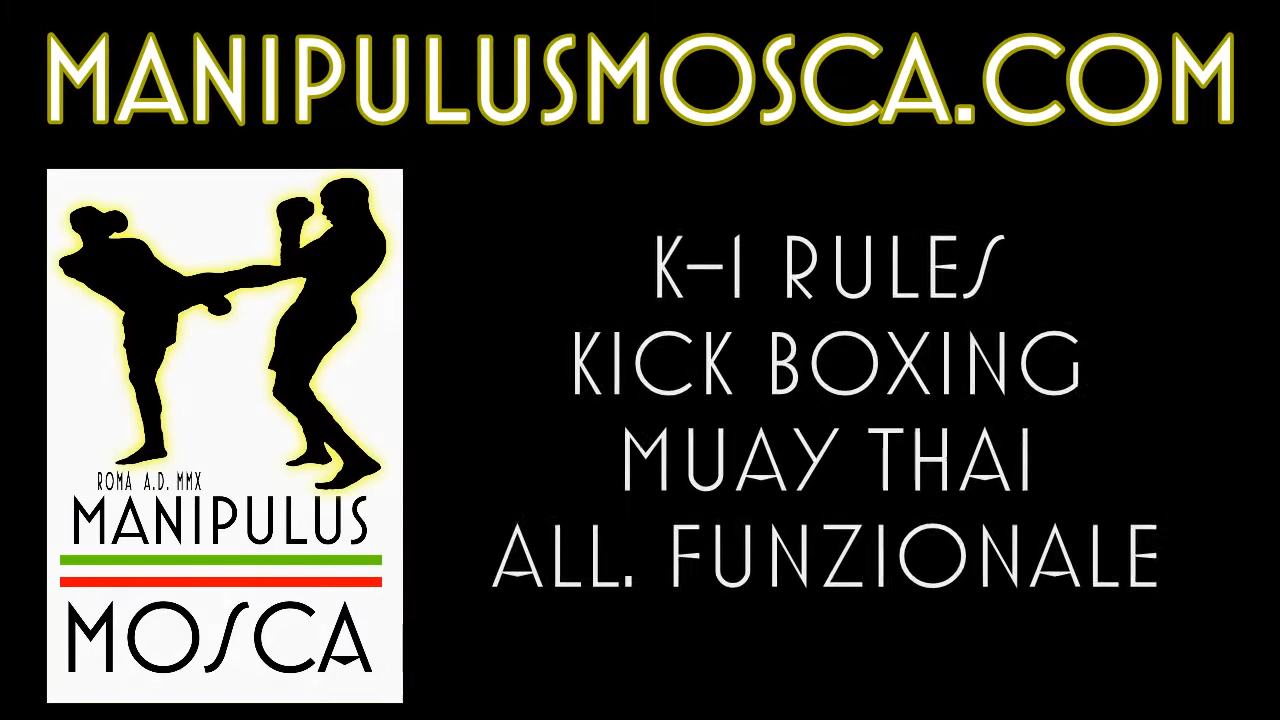 MANIPULUSMOSCA.COM
ROMA A.D. MMX
MANIPULUS
MOSCA
K-1 RULES
KICK BOXING
MUAY THAI
ALL. FUNZIONALE